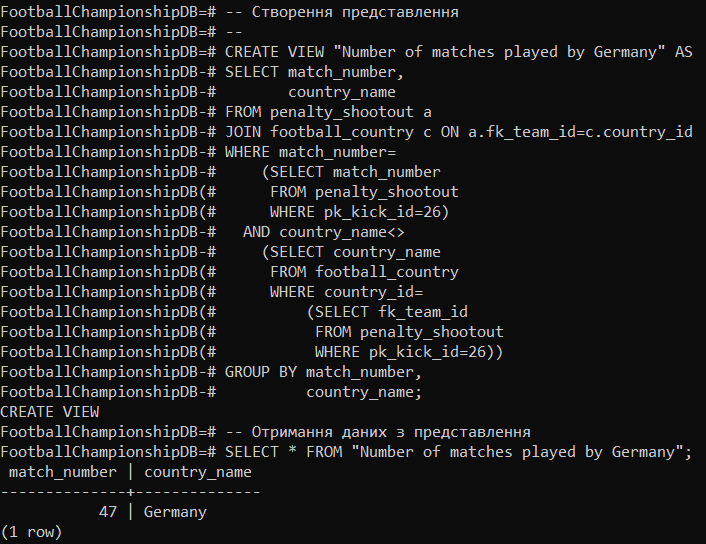 FootballChampionshipDB=# -- Створення представлення
FootballChampionshipDB=# --
FootballChampionshipDB=# CREATE VIEW "Number of matches played by Germany" AS
FootballChampionshipDB-# SELECT match_number,
FootballChampionshipDB-#        country_name
FootballChampionshipDB-# FROM penalty_shootout a
FootballChampionshipDB-# JOIN football_country c ON a.fk_team_id=c.country_id
FootballChampionshipDB-# WHERE match_number=
FootballChampionshipDB-#     (SELECT match_number
FootballChampionshipDB(#      FROM penalty_shootout
FootballChampionshipDB(#      WHERE pk_kick_id=26)
FootballChampionshipDB-#   AND country_name<>
FootballChampionshipDB-#     (SELECT country_name
FootballChampionshipDB(#      FROM football_country
FootballChampionshipDB(#      WHERE country_id=
FootballChampionshipDB(#          (SELECT fk_team_id
FootballChampionshipDB(#           FROM penalty_shootout
FootballChampionshipDB(#           WHERE pk_kick_id=26))
FootballChampionshipDB-# GROUP BY match_number,
FootballChampionshipDB-#          country_name;
CREATE VIEW
FootballChampionshipDB=# -- Отримання даних з представлення
FootballChampionshipDB=# SELECT * FROM "Number of matches played by Germany";
 match_number | country_name
--------------+--------------
           47 | Germany
(1 row)